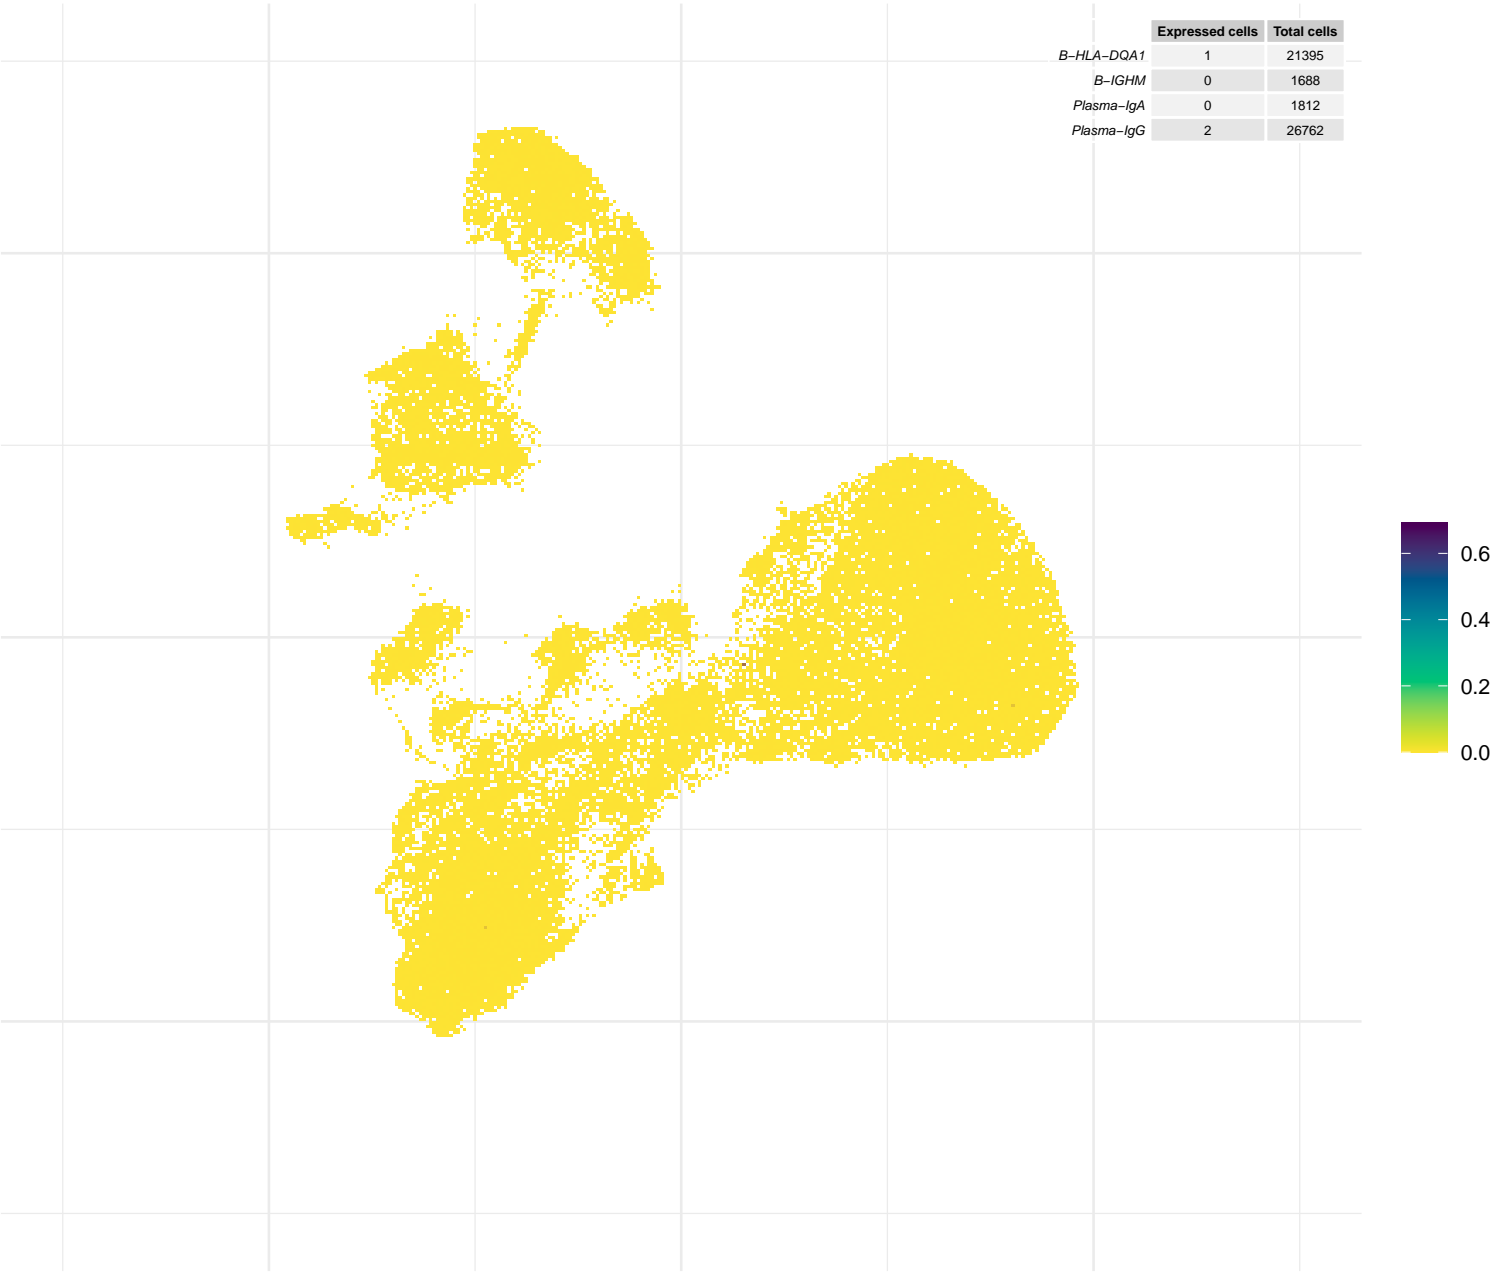 Expressed cells Total cells
B−HLA−DQA1 1 21395
B−IGHM 0 1688
Plasma−IgA 0 1812
Plasma−IgG 2 26762
0.6
0.4
0.2
0.0